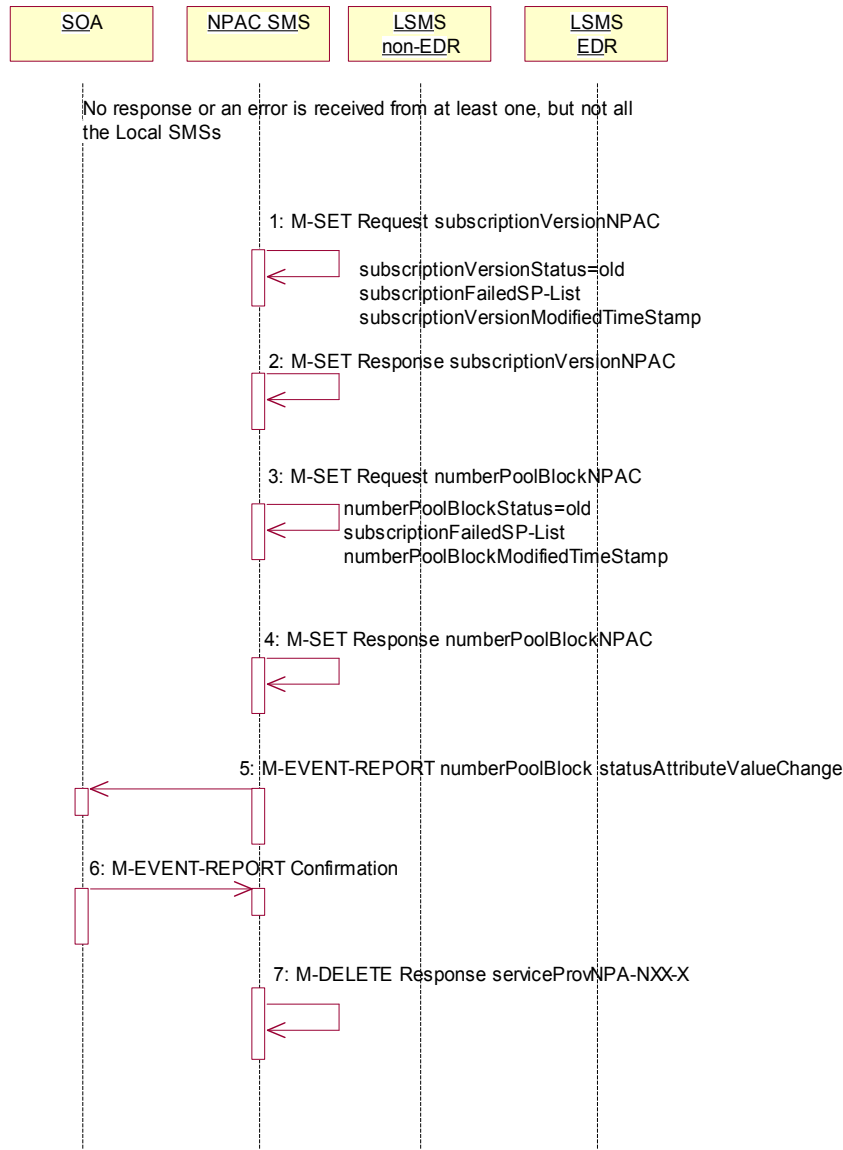 SOA
NPAC SMS
LSMS
non-EDR
LSMS
EDR
No response or an error is received from at least one, but not all
the Local SMSs
1: M-SET Request subscriptionVersionNPAC
subscriptionVersionStatus=old
subscriptionFailedSP-List
subscriptionVersionModifiedTimeStamp
2: M-SET Response subscriptionVersionNPAC
3: M-SET Request numberPoolBlockNPAC
numberPoolBlockStatus=old
subscriptionFailedSP-List
numberPoolBlockModifiedTimeStamp
4: M-SET Response numberPoolBlockNPAC
5: M-EVENT-REPORT numberPoolBlock statusAttributeValueChange
6: M-EVENT-REPORT Confirmation
7: M-DELETE Response serviceProvNPA-NXX-X